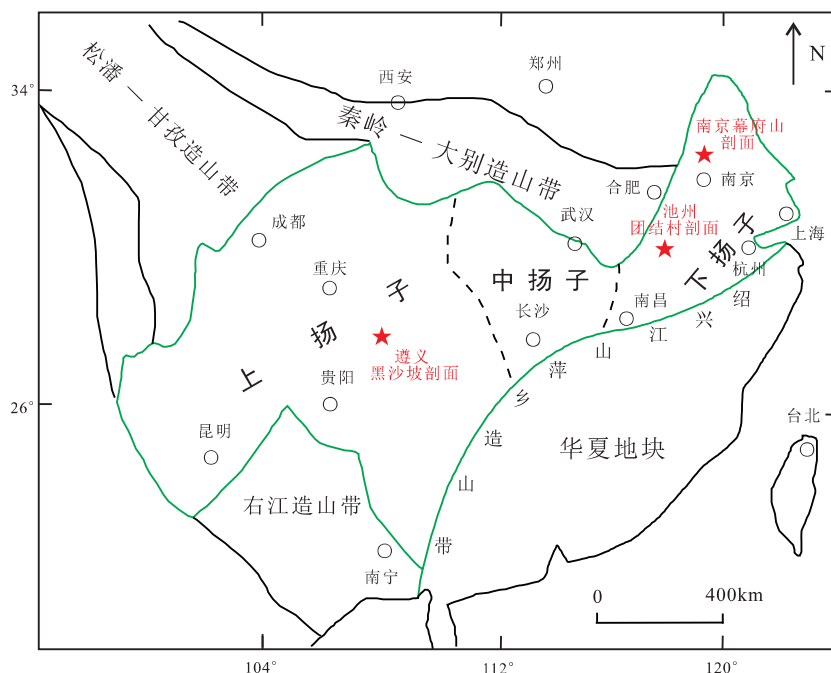 N
34°
26°
104°
112°
120°
松潘—甘孜造山带
秦岭—大别造山带
西安
郑州
南京幕府山
剖面
南京
合肥
池州
团结村剖面
上海
杭州
武汉
成都
重庆
中扬子
下扬子
上扬子
长沙
南昌
遵义
黑沙坡剖面
贵阳
昆明
绍兴江山萍乡造山带
华夏地块
台北
右江造山带
南宁
0
400km